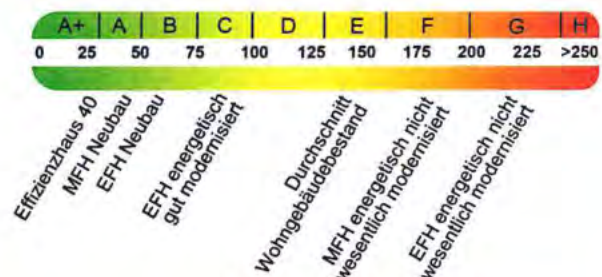 A+ A B C D E F G H
0 25 50 75 100 125 150 175 200 225 >250
Effizienzhaus 40
MFH Neubau
EFH Neubau
EFH energetisch
gut modernisiert
Durchschnitt
Wohngebäudebestand
MFH energetisch nicht
wesentlich modernisiert
EFH energetisch nicht
wesentlich modernisiert